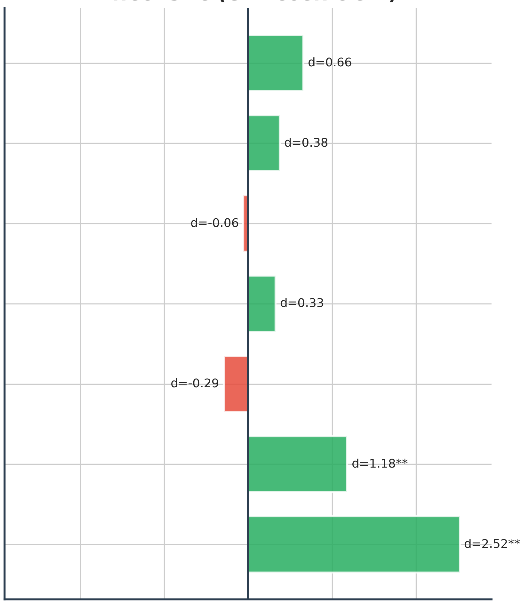 d=0.66
d=0.38
d=-0.06
d=0.33
d=-0.29
d=1.18**
d=2.52**